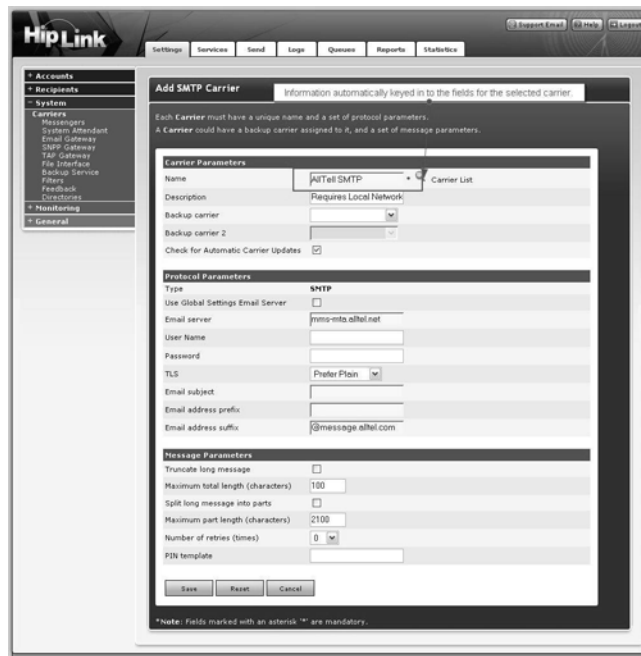 HipLink
Support Email Help Logout
Settings Services Send Logs Queues Reports Statistics
+ Accounts
+ Recipients
- System
Carriers
Messengers
System Attendant
Email Gateway
SNPP Gateway
TAP Gateway
File Interface
Backup Service
Filters
Feedback
Directories
+ Monitoring
+ General
Add SMTP Carrier
Information automatically keyed in to the fields for the selected carrier.
Each Carrier must have a unique name and a set of protocol parameters.
A Carrier could have a backup carrier assigned to it, and a set of message parameters.
Carrier Parameters
Name AllTell SMTP * Carrier List
Description Requires Local Network
Backup carrier
Backup carrier 2
Check for Automatic Carrier Updates
Protocol Parameters
Type SMTP
Use Global Settings Email Server
Email server mms-mta.alltel.net
User Name
Password
TLS Prefer Plain
Email subject
Email address prefix
Email address suffix @message.alltel.com
Message Parameters
Truncate long message
Maximum total length (characters) 100
Split long message into parts
Maximum part length (characters) 2100
Number of retries (times) 0
PIN template
Save Reset Cancel
*Note: Fields marked with an asterisk '*' are mandatory.